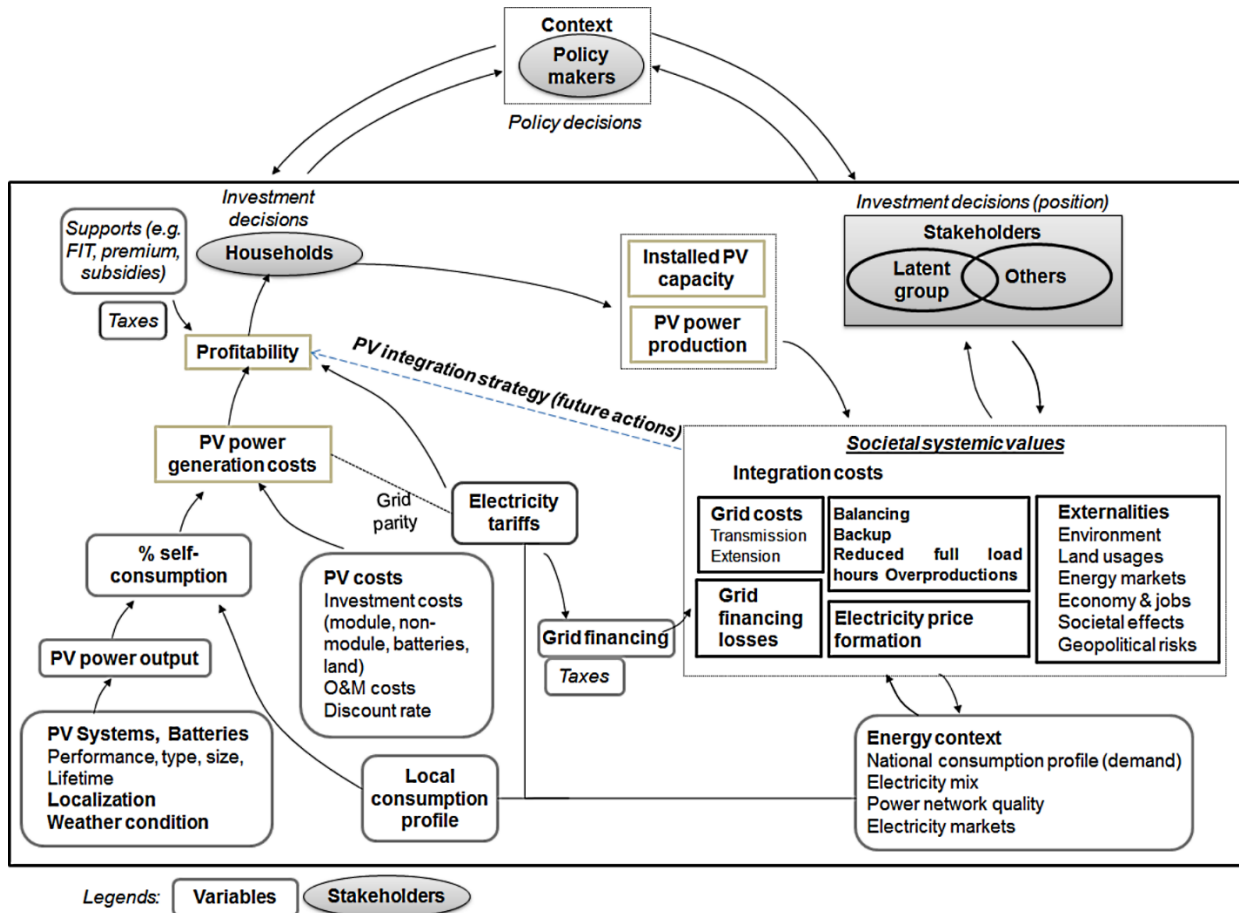 Context
Policy
makers
Policy decisions
Investment
decisions
Households
Supports (e.g.
FIT, premium,
subsidies)
Taxes
Profitability
Installed PV
capacity
PV power
production
Investment decisions (position)
Stakeholders
Latent
group
Others
PV integration strategy (future actions)
PV power
generation costs
Grid
parity
Electricity
tariffs
% self-
consumption
PV power output
PV Systems, Batteries
Performance, type, size,
Lifetime
Localization
Weather condition
PV costs
Investment costs
(module, non-
module, batteries,
land)
O&M costs
Discount rate
Local
consumption
profile
Grid financing
Taxes
Societal systemic values
Integration costs
Grid costs
Transmission
Extension
Grid
financing
losses
Balancing
Backup
Reduced full load
hours Overproductions
Electricity price
formation
Externalities
Environment
Land usages
Energy markets
Economy & jobs
Societal effects
Geopolitical risks
Energy context
National consumption profile (demand)
Electricity mix
Power network quality
Electricity markets
Legends:
Variables
Stakeholders